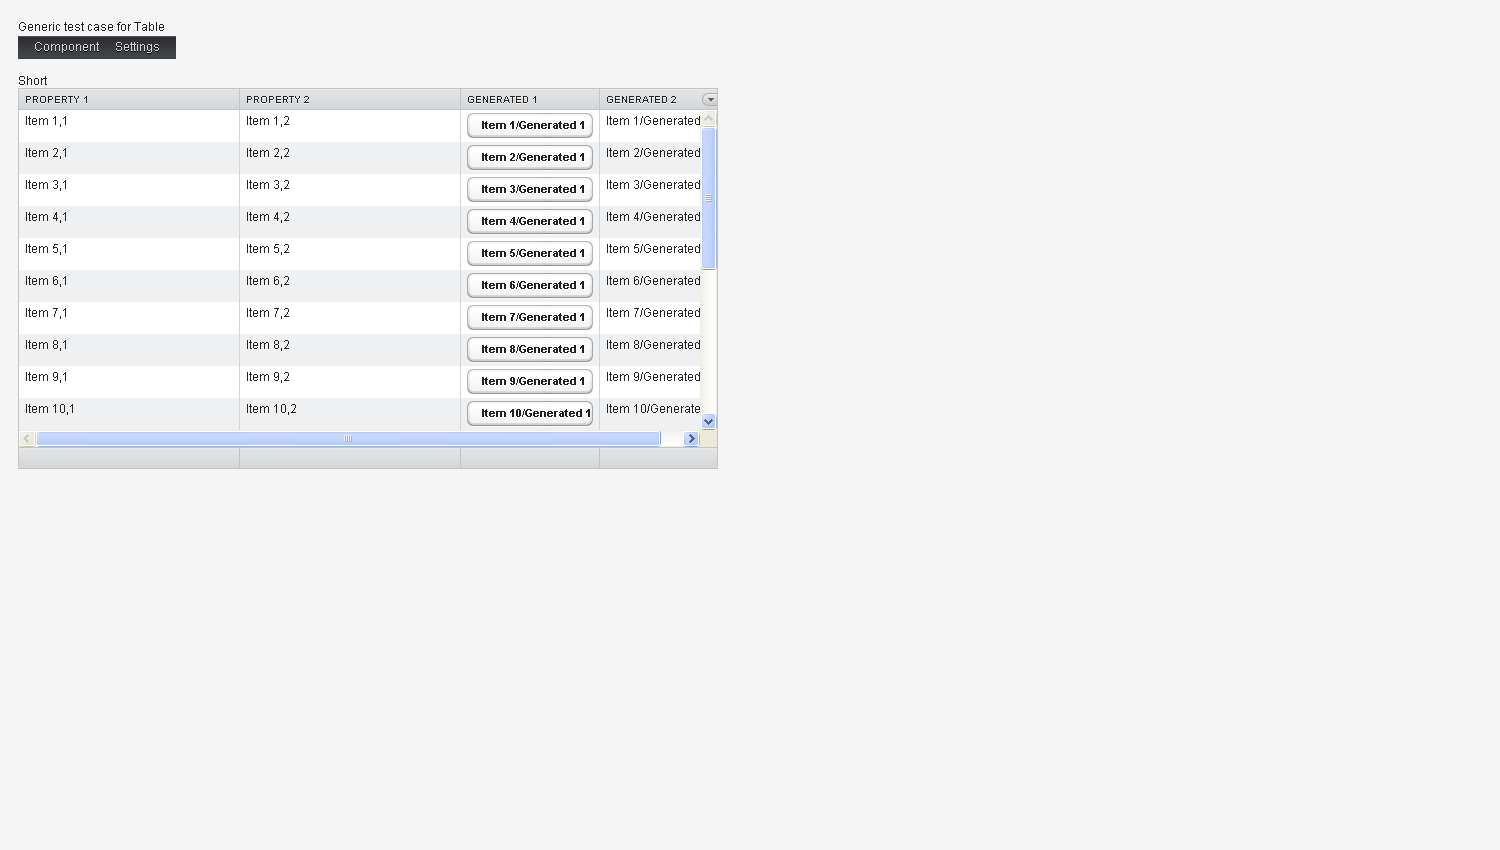 Generic test case for Table
Component Settings
Short
PROPERTY 1 PROPERTY 2 GENERATED 1 GENERATED 2
Item 1,1 Item 1,2 Item 1/Generated 1 Item 1/Generated
Item 2,1 Item 2,2 Item 2/Generated 1 Item 2/Generated
Item 3,1 Item 3,2 Item 3/Generated 1 Item 3/Generated
Item 4,1 Item 4,2 Item 4/Generated 1 Item 4/Generated
Item 5,1 Item 5,2 Item 5/Generated 1 Item 5/Generated
Item 6,1 Item 6,2 Item 6/Generated 1 Item 6/Generated
Item 7,1 Item 7,2 Item 7/Generated 1 Item 7/Generated
Item 8,1 Item 8,2 Item 8/Generated 1 Item 8/Generated
Item 9,1 Item 9,2 Item 9/Generated 1 Item 9/Generated
Item 10,1 Item 10,2 Item 10/Generated 1 Item 10/Generate